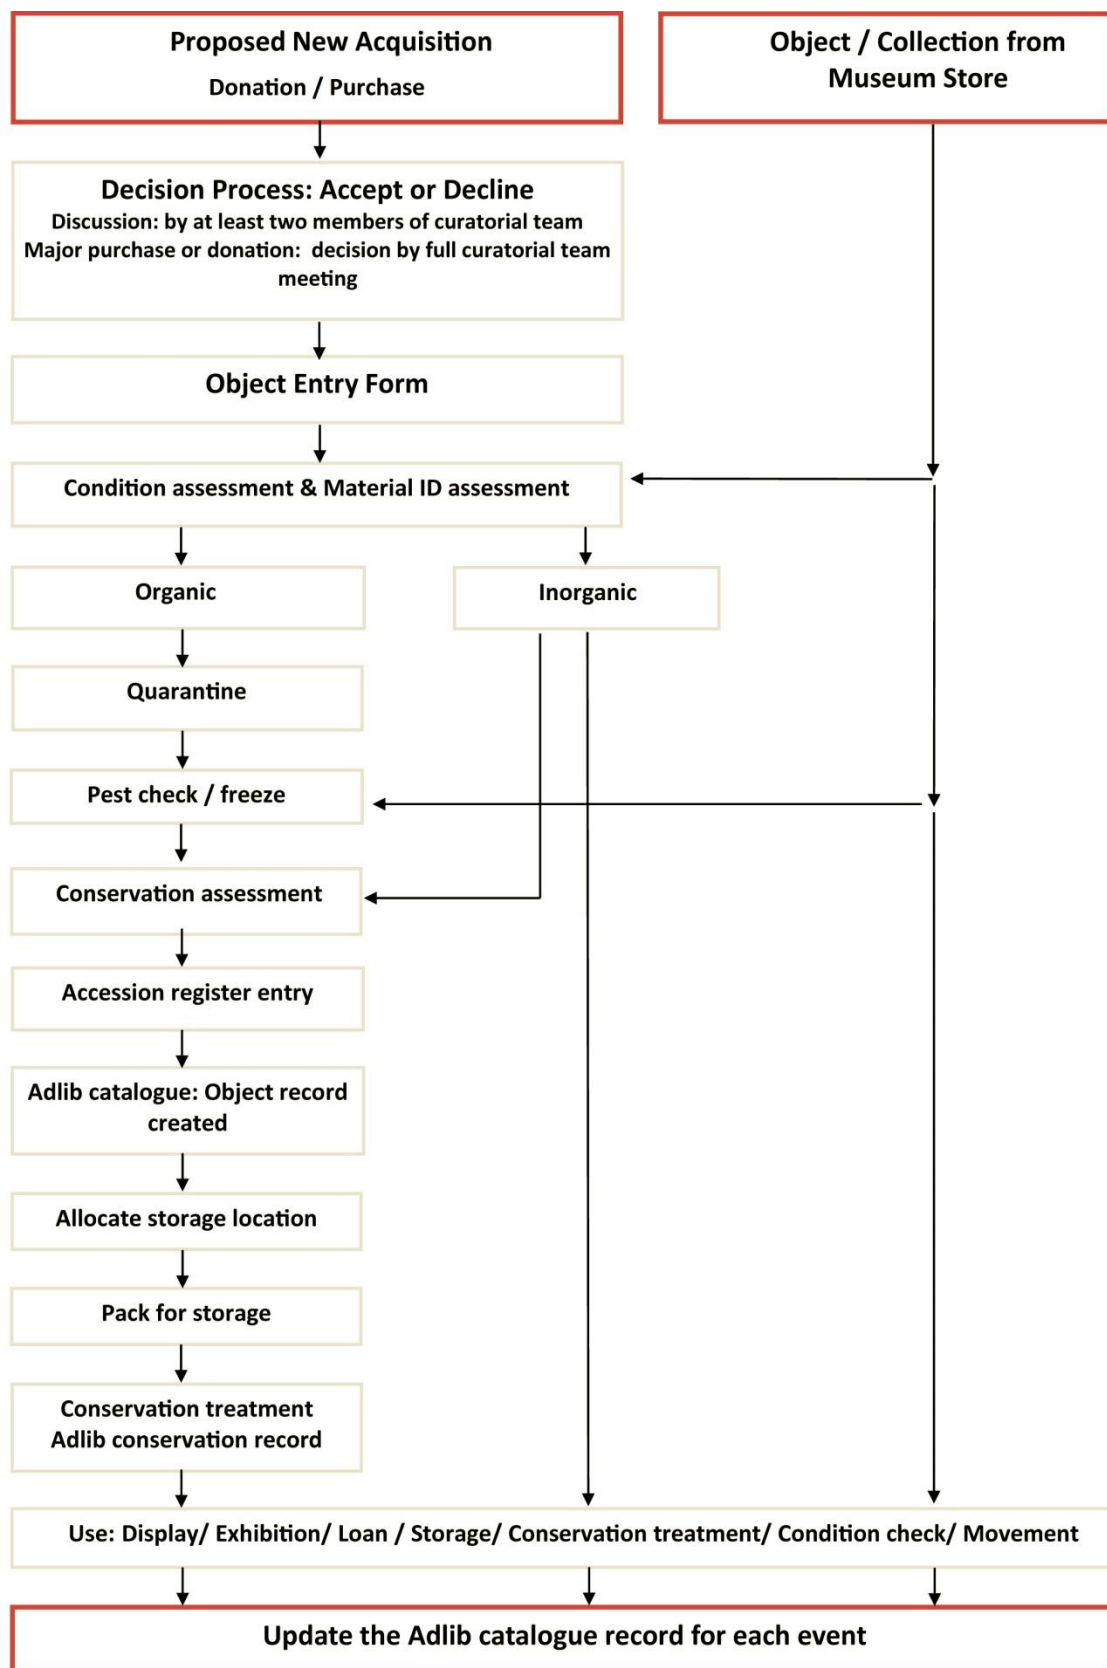 Proposed New Acquisition
Donation / Purchase
Object / Collection from
Museum Store
Decision Process: Accept or Decline
Discussion: by at least two members of curatorial team
Major purchase or donation:  decision by full curatorial team
meeting
Object Entry Form
Condition assessment & Material ID assessment
Organic
Inorganic
Quarantine
Pest check / freeze
Conservation assessment
Accession register entry
Adlib catalogue: Object record
created
Allocate storage location
Pack for storage
Conservation treatment
Adlib conservation record
Use: Display/ Exhibition/ Loan / Storage/ Conservation treatment/ Condition check/ Movement
Update the Adlib catalogue record for each event